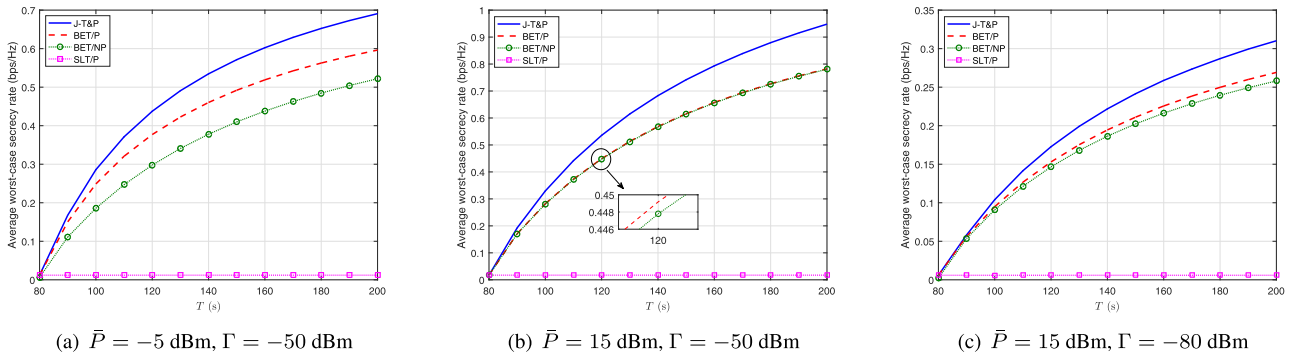 Average worst-case secrecy rate (bps/Hz)
0.7
0.6
0.5
0.4
0.3
0.2
0.1
0
J-T&P
BET/P
BET/NP
SLT/P
80 100 120 140 160 180 200
T (s)
(a) P̄ = −5 dBm, Γ = −50 dBm
Average worst-case secrecy rate (bps/Hz)
1
0.9
0.8
0.7
0.6
0.5
0.4
0.3
0.2
0.1
0
J-T&P
BET/P
BET/NP
SLT/P
0.45
0.448
0.446
120
80 100 120 140 160 180 200
T (s)
(b) P̄ = 15 dBm, Γ = −50 dBm
Average worst-case secrecy rate (bps/Hz)
0.35
0.3
0.25
0.2
0.15
0.1
0.05
0
J-T&P
BET/P
BET/NP
SLT/P
80 100 120 140 160 180 200
T (s)
(c) P̄ = 15 dBm, Γ = −80 dBm